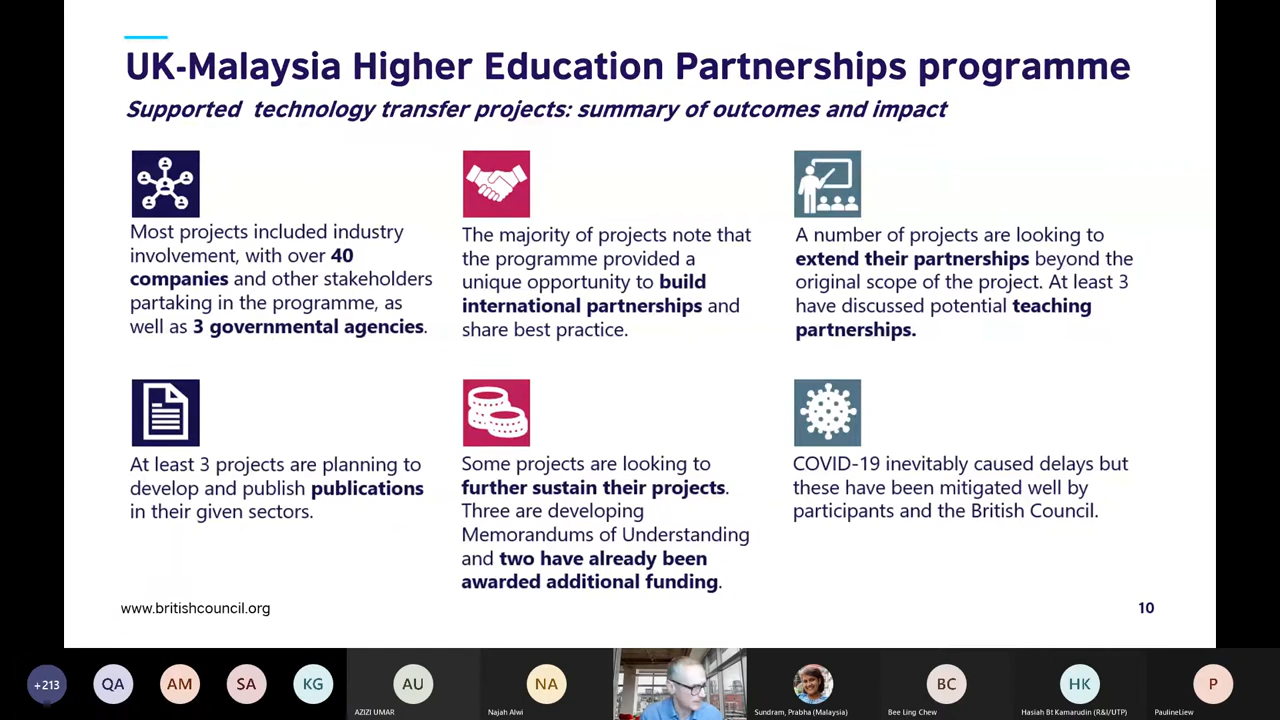 UK-Malaysia Higher Education Partnerships programme
Supported technology transfer projects: summary of outcomes and impact
Most projects included industry
involvement, with over 40
companies and other stakeholders
partaking in the programme, as
well as 3 governmental agencies.
The majority of projects note that
the programme provided a
unique opportunity to build
international partnerships and
share best practice.
A number of projects are looking to
extend their partnerships beyond the
original scope of the project. At least 3
have discussed potential teaching
partnerships.
At least 3 projects are planning to
develop and publish publications
in their given sectors.
Some projects are looking to
further sustain their projects.
Three are developing
Memorandums of Understanding
and two have already been
awarded additional funding.
COVID-19 inevitably caused delays but
these have been mitigated well by
participants and the British Council.
www.britishcouncil.org
10
+213
QA
AM
SA
KG
AU
AZIZI UMAR
NA
Najah Alwi
Sundram, Prabha (Malaysia)
BC
Bee Ling Chew
HK
Hasiah Bt Kamarudin (R&I/UTP)
P
PaulineLiew